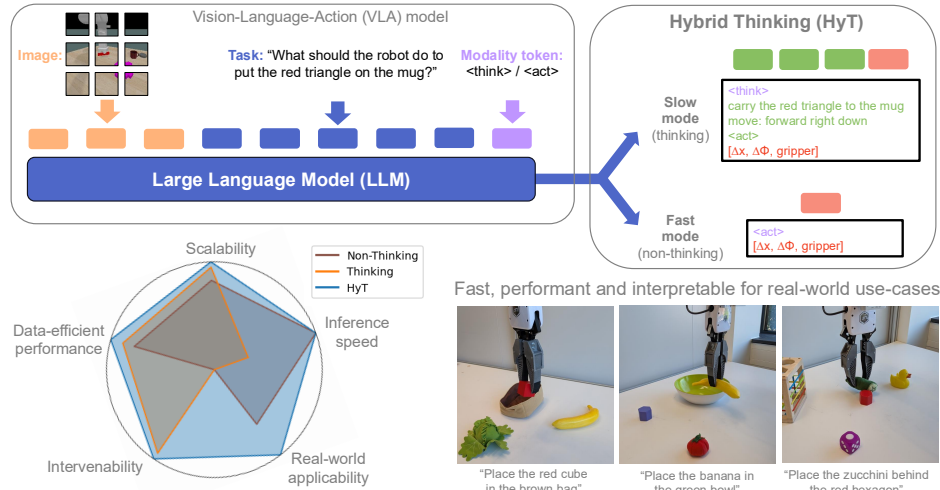 Vision-Language-Action (VLA) model
Image:
Task: “What should the robot do to
put the red triangle on the mug?”
Modality token:
<think> / <act>
Large Language Model (LLM)
Hybrid Thinking (HyT)
Slow
mode
(thinking)
<think>
carry the red triangle to the mug
move: forward right down
<act>
[Δx, ΔΦ, gripper]
Fast
mode
(non-thinking)
<act>
[Δx, ΔΦ, gripper]
Scalability
Non-Thinking
Thinking
HyT
Data-efficient
performance
Inference
speed
Intervenability
Real-world
applicability
Fast, performant and interpretable for real-world use-cases
“Place the red cube
in the brown bag”
“Place the banana in
the green bowl”
“Place the zucchini behind
the red hexagon”